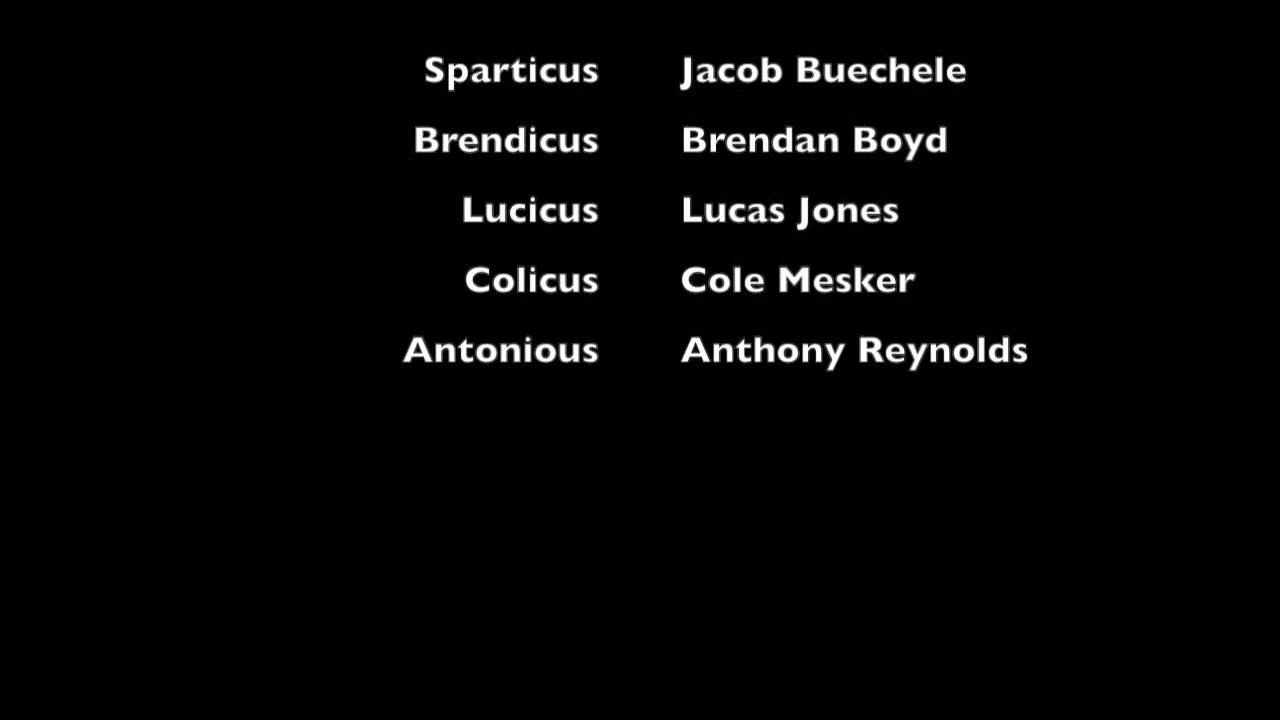 Sparticus Jacob Buechele
Brendicus Brendan Boyd
Lucicus Lucas Jones
Colicus Cole Mesker
Antonious Anthony Reynolds